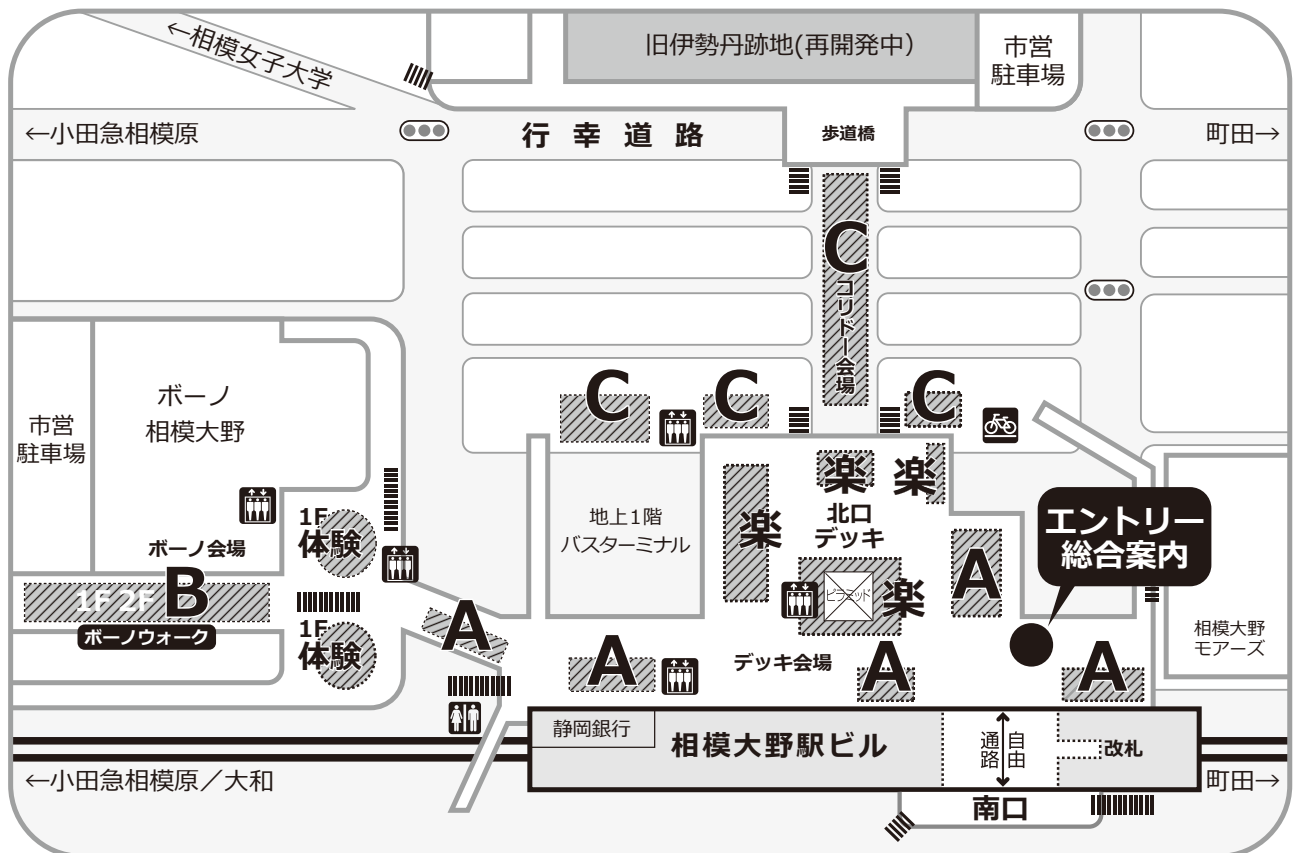 ←相模女子大学
旧伊勢丹跡地(再開発中)
市営
駐車場
←小田急相模原
行幸道路
歩道橋
町田→
C
コリドー会場
C
C
C
ボーノ
相模大野
市営
駐車場
楽
楽
北口
デッキ
楽
地上1階
バスターミナル
エントリー
総合案内
1F
体験
ボーノ会場
1F 2F B
ボーノウォーク
1F
体験
A
ピラミッド
楽
A
A
デッキ会場
A
A
相模大野
モアーズ
静岡銀行
相模大野駅ビル
自由
通路
改札
←小田急相模原／大和
町田→
南口